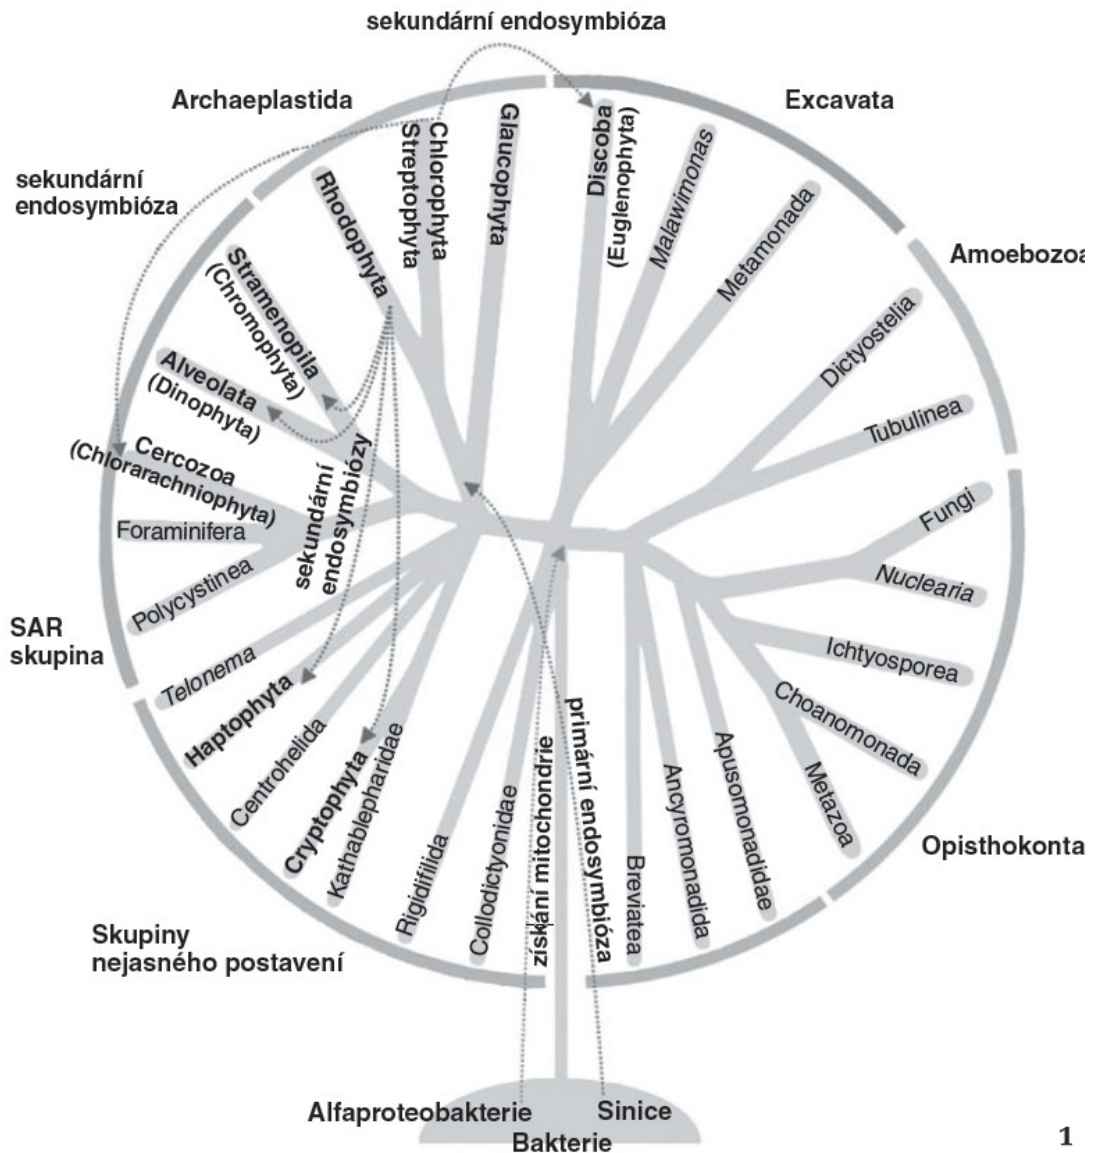 sekundární endosymbióza
Archaeplastida
Excavata
sekundární
endosymbióza
Amoebozoa
Rhodophyta
Streptophyta
Chlorophyta
Glaucophyta
Discoba
(Euglenophyta)
Malawimonas
Metamonada
Dictyostelia
Tubulinea
Stramenopila
(Chromophyta)
Alveolata
(Dinophyta)
Cercozoa
(Chlorarachniophyta)
Foraminifera
Polycystinea
sekundární
endosymbiózy
SAR
skupina
Telonema
Haptophyta
Centrohelida
Cryptophyta
Kathablepharidae
Rigidifilida
Collodictyonidae
získání mitochondrie
primární endosymbióza
Breviatea
Ancyromonadida
Apusomonadidae
Fungi
Nuclearia
Ichtyosporea
Choanomonada
Metazoa
Opisthokonta
Skupiny
nejasného postavení
Alfaproteobakterie
Sinice
Bakterie
1